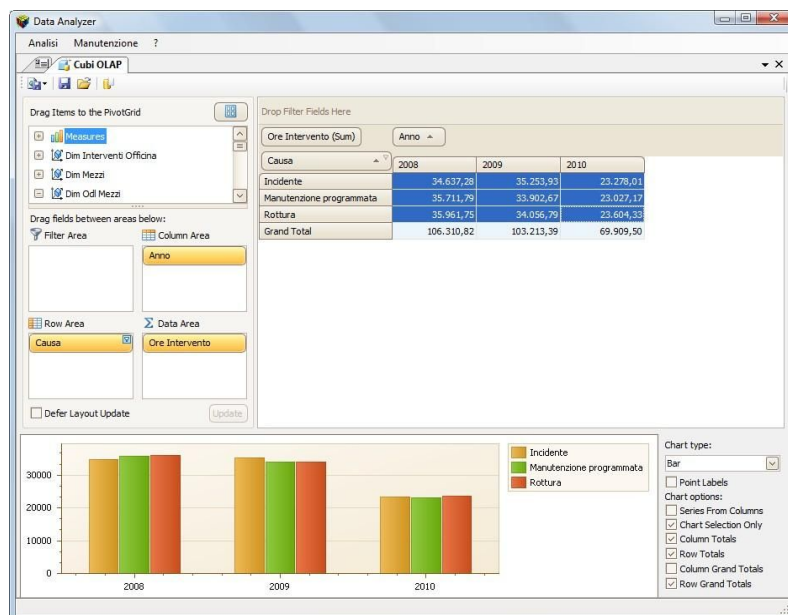 Data Analyzer
Analisi Manutenzione ?
Cubi OLAP
Drag Items to the PivotGrid
Measures
Dim Interventi Officina
Dim Mezzi
Dim Odl Mezzi
Drag fields between areas below:
Filter Area Column Area
Anno
Row Area Σ Data Area
Causa Ore Intervento
Defer Layout Update Update
Drop Filter Fields Here
Ore Intervento (Sum) Anno
Causa 2008 2009 2010
Incidente 34.637,28 35.253,93 23.278,01
Manutenzione programmata 35.711,79 33.902,67 23.027,17
Rottura 35.961,75 34.056,79 23.604,33
Grand Total 106.310,82 103.213,39 69.909,50
30000
20000
10000
0
2008 2009 2010
Incidente
Manutenzione programmata
Rottura
Chart type:
Bar
Point Labels
Chart options:
Series From Columns
Chart Selection Only
Column Totals
Row Totals
Column Grand Totals
Row Grand Totals